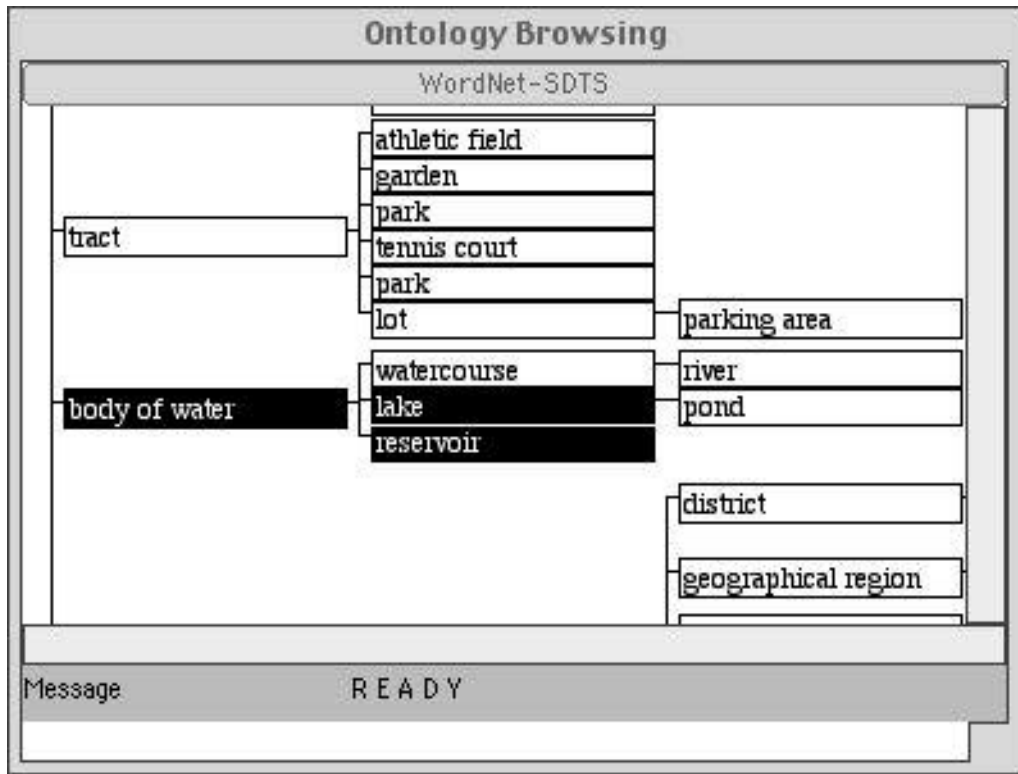 Ontology Browsing
WordNet-SDTS
athletic field
garden
park
tract
tennis court
park
lot
parking area
watercourse
river
body of water
lake
pond
reservoir
district
geographical region
Message
READY